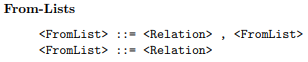 From-Lists
<FromList> ::= <Relation> , <FromList>
<FromList> ::= <Relation>